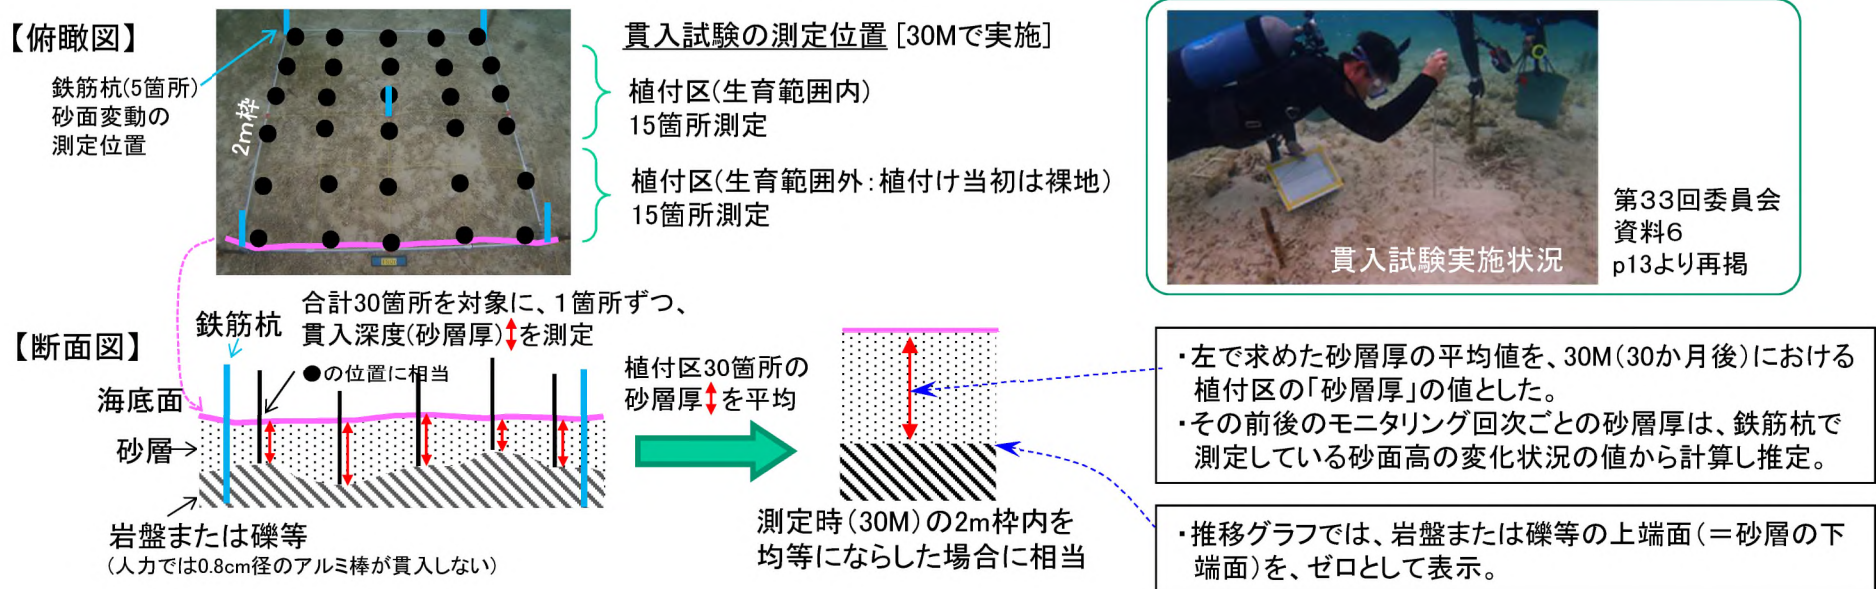 【俯瞰図】
鉄筋杭(5箇所)
砂面変動の
測定位置
2m枠
貫入試験の測定位置 [30Mで実施]
植付区(生育範囲内)
15箇所測定
植付区(生育範囲外：植付け当初は裸地)
15箇所測定
貫入試験実施状況
第33回委員会
資料6
p13より再掲
【断面図】
鉄筋杭
合計30箇所を対象に、1箇所ずつ、
貫入深度(砂層厚)↕を測定
●の位置に相当
海底面
砂層→
岩盤または礫等
(人力では0.8cm径のアルミ棒が貫入しない)
植付区30箇所の
砂層厚↕を平均
測定時(30M)の2m枠内を
均等にならした場合に相当
・左で求めた砂層厚の平均値を、30M(30か月後)における
植付区の「砂層厚」の値とした。
・その前後のモニタリング回次ごとの砂層厚は、鉄筋杭で
測定している砂面高の変化状況の値から計算し推定。
・推移グラフでは、岩盤または礫等の上端面(＝砂層の下
端面)を、ゼロとして表示。